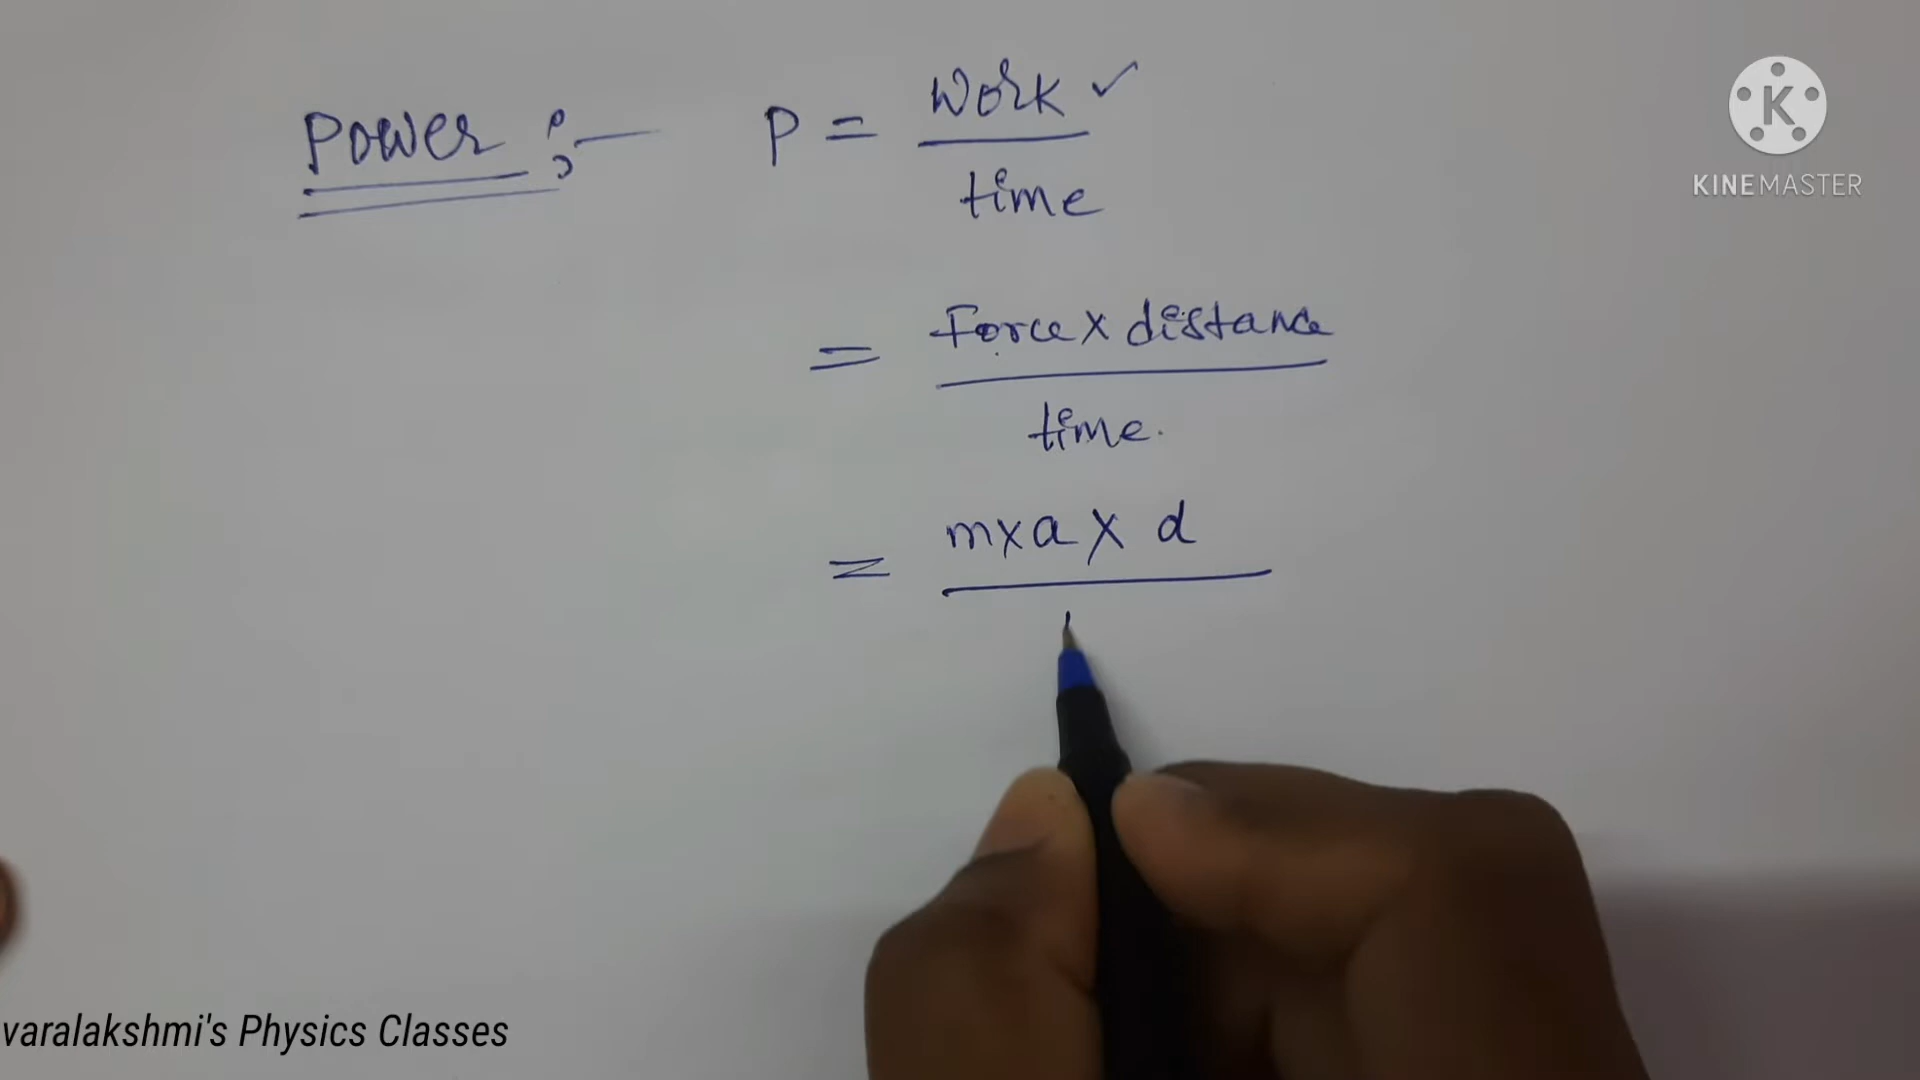 Power :- P = Work ✓
time
= Force x distance
time.
= m x a x d
K
KINEMASTER
varalakshmi's Physics Classes